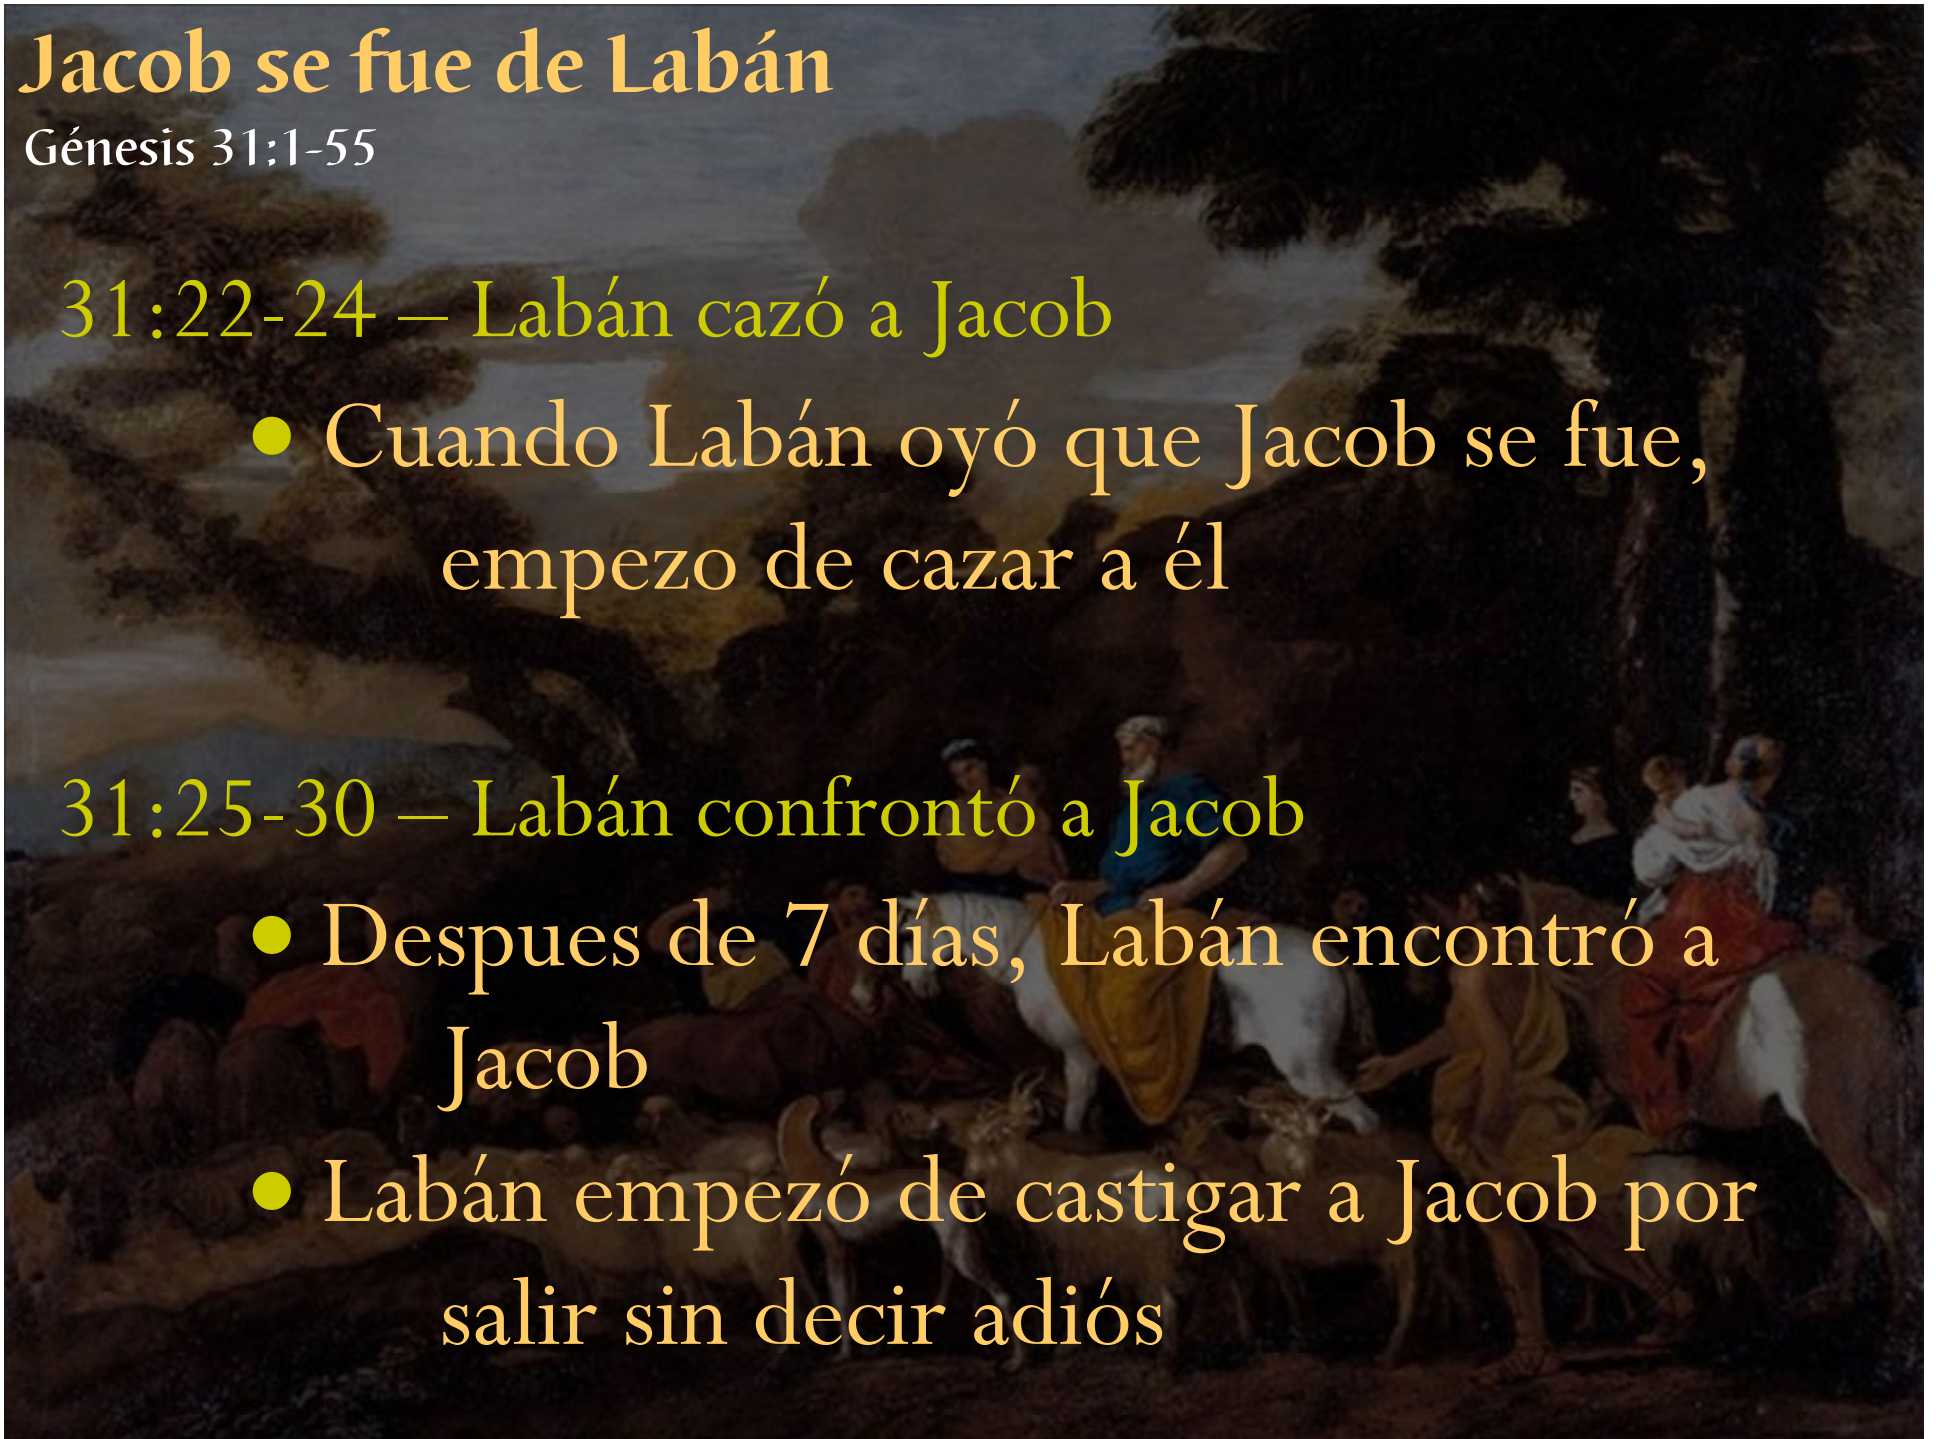 Jacob se fue de Labán
Génesis 31:1-55
31:22-24 – Labán cazó a Jacob
● Cuando Labán oyó que Jacob se fue,
empezo de cazar a él
31:25-30 – Labán confrontó a Jacob
● Despues de 7 días, Labán encontró a
Jacob
● Labán empezó de castigar a Jacob por
salir sin decir adiós